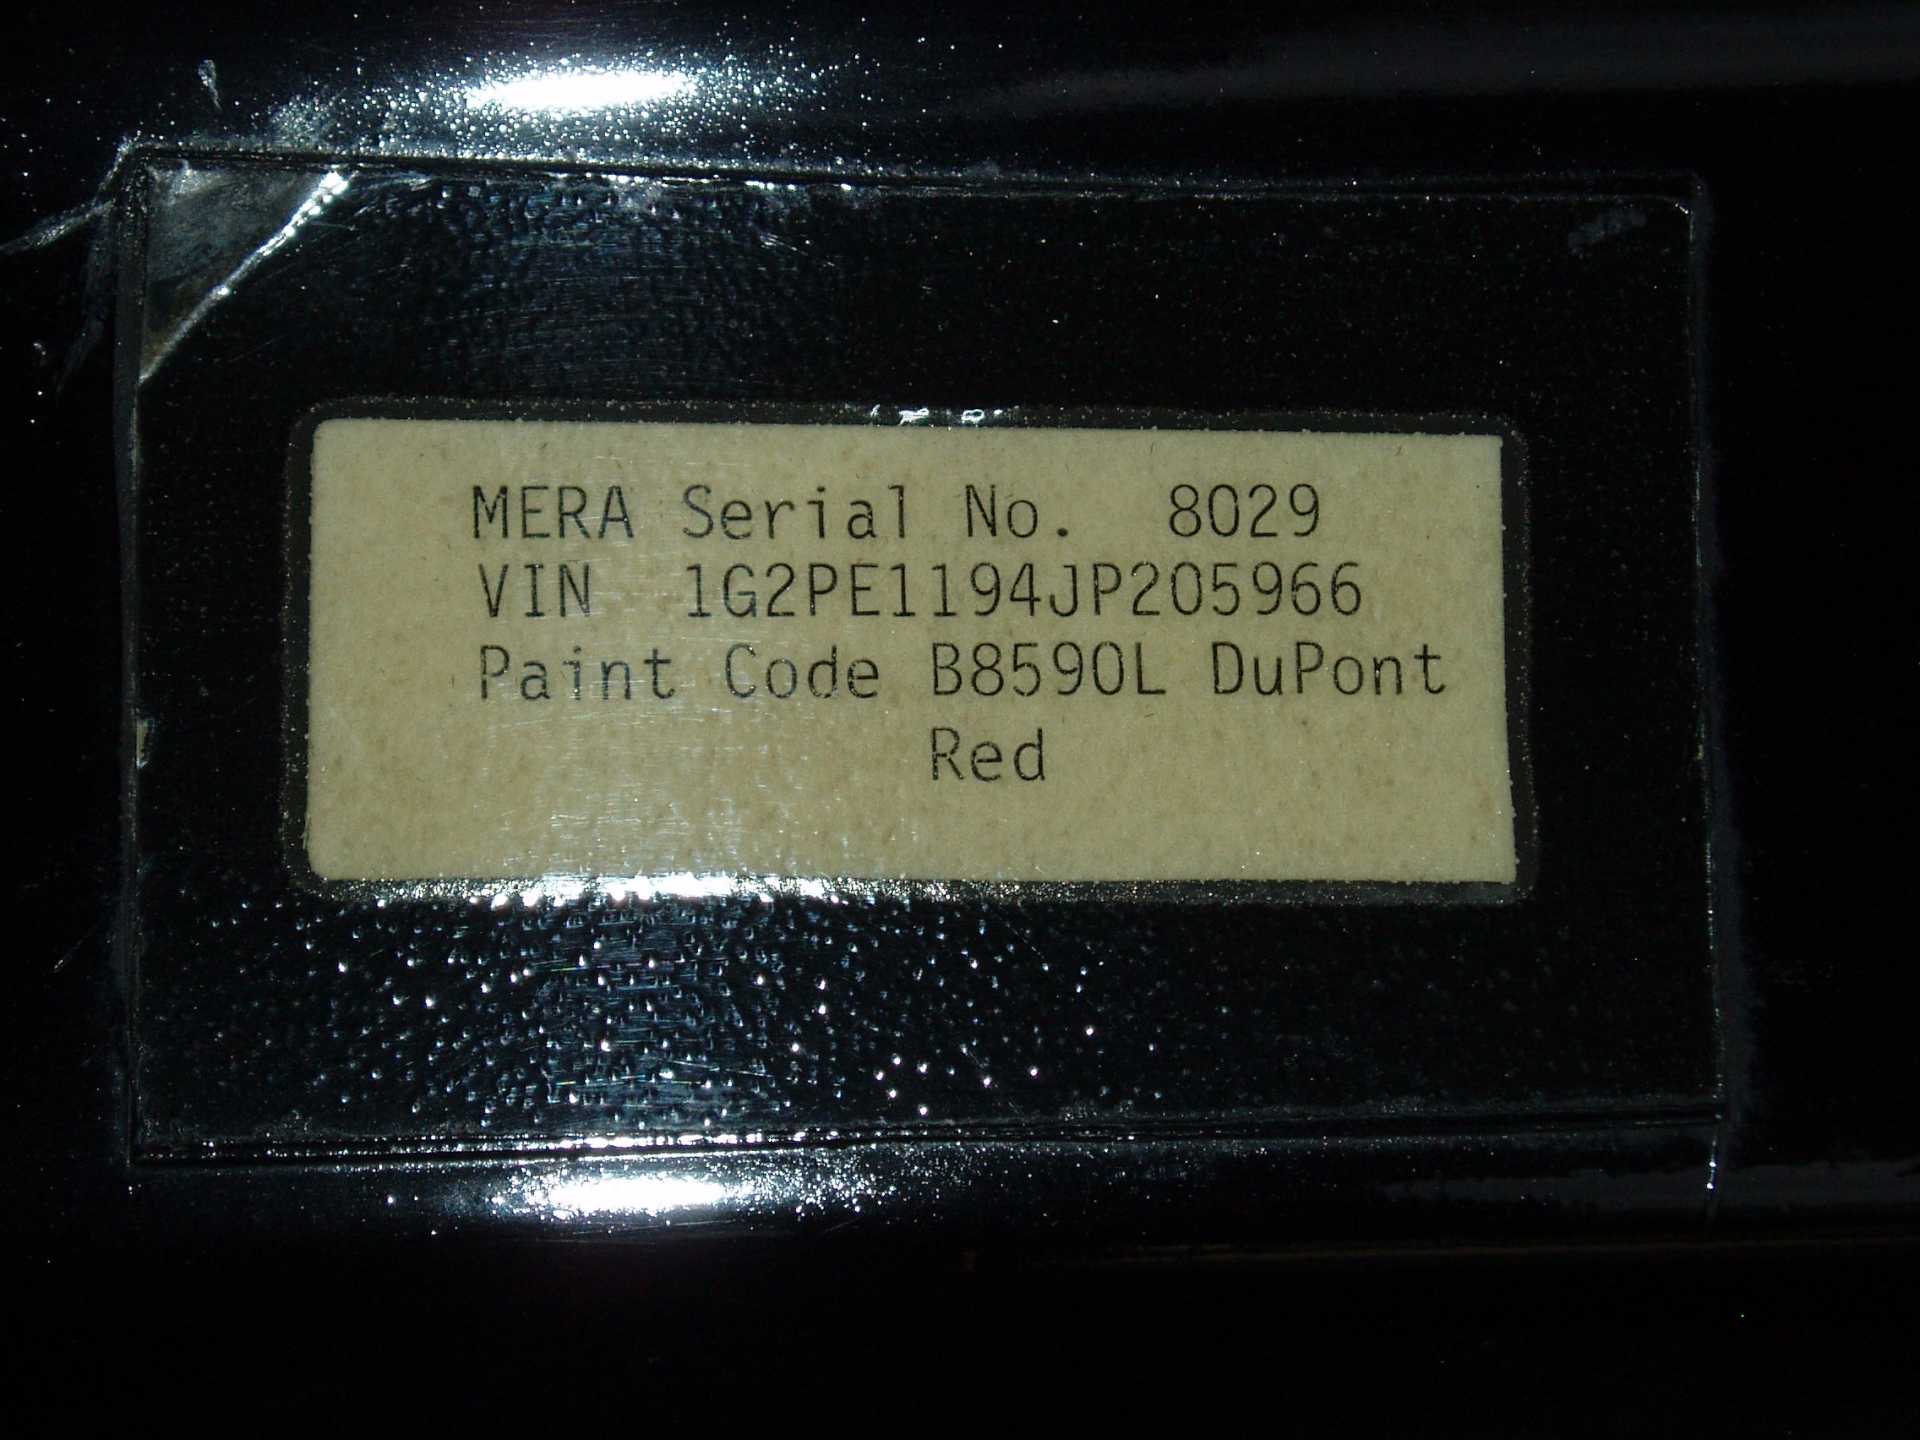 MERA Serial No. 8029
VIN 1G2PE1194JP205966
Paint Code B8590L DuPont
Red